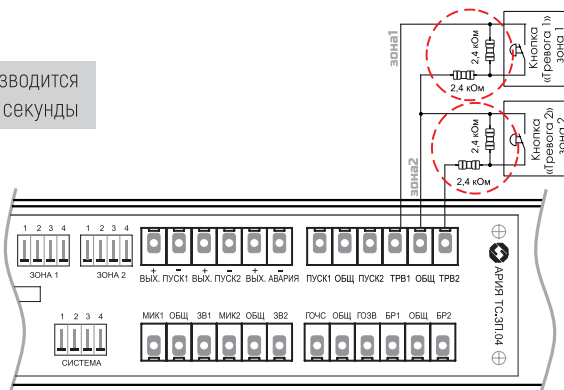 зводится
секунды
зона1
2,4 кОм
2,4 кОм
Кнопка
«Тревога 1»
зона 1
зона2
2,4 кОм
2,4 кОм
Кнопка
«Тревога 2»
зона 2
1 2 3 4
ЗОНА 1
1 2 3 4
ЗОНА 2
+ − + − + −
ВЫХ. ПУСК1 ВЫХ. ПУСК2 ВЫХ. АВАРИЯ
ПУСК1 ОБЩ ПУСК2 ТРВ1 ОБЩ ТРВ2
АРИЯ ТС.ЗП.04
1 2 3 4
СИСТЕМА
МИК1 ОБЩ ЗВ1 МИК2 ОБЩ ЗВ2
ГОЧС ОБЩ ГОЗВ БР1 ОБЩ БР2